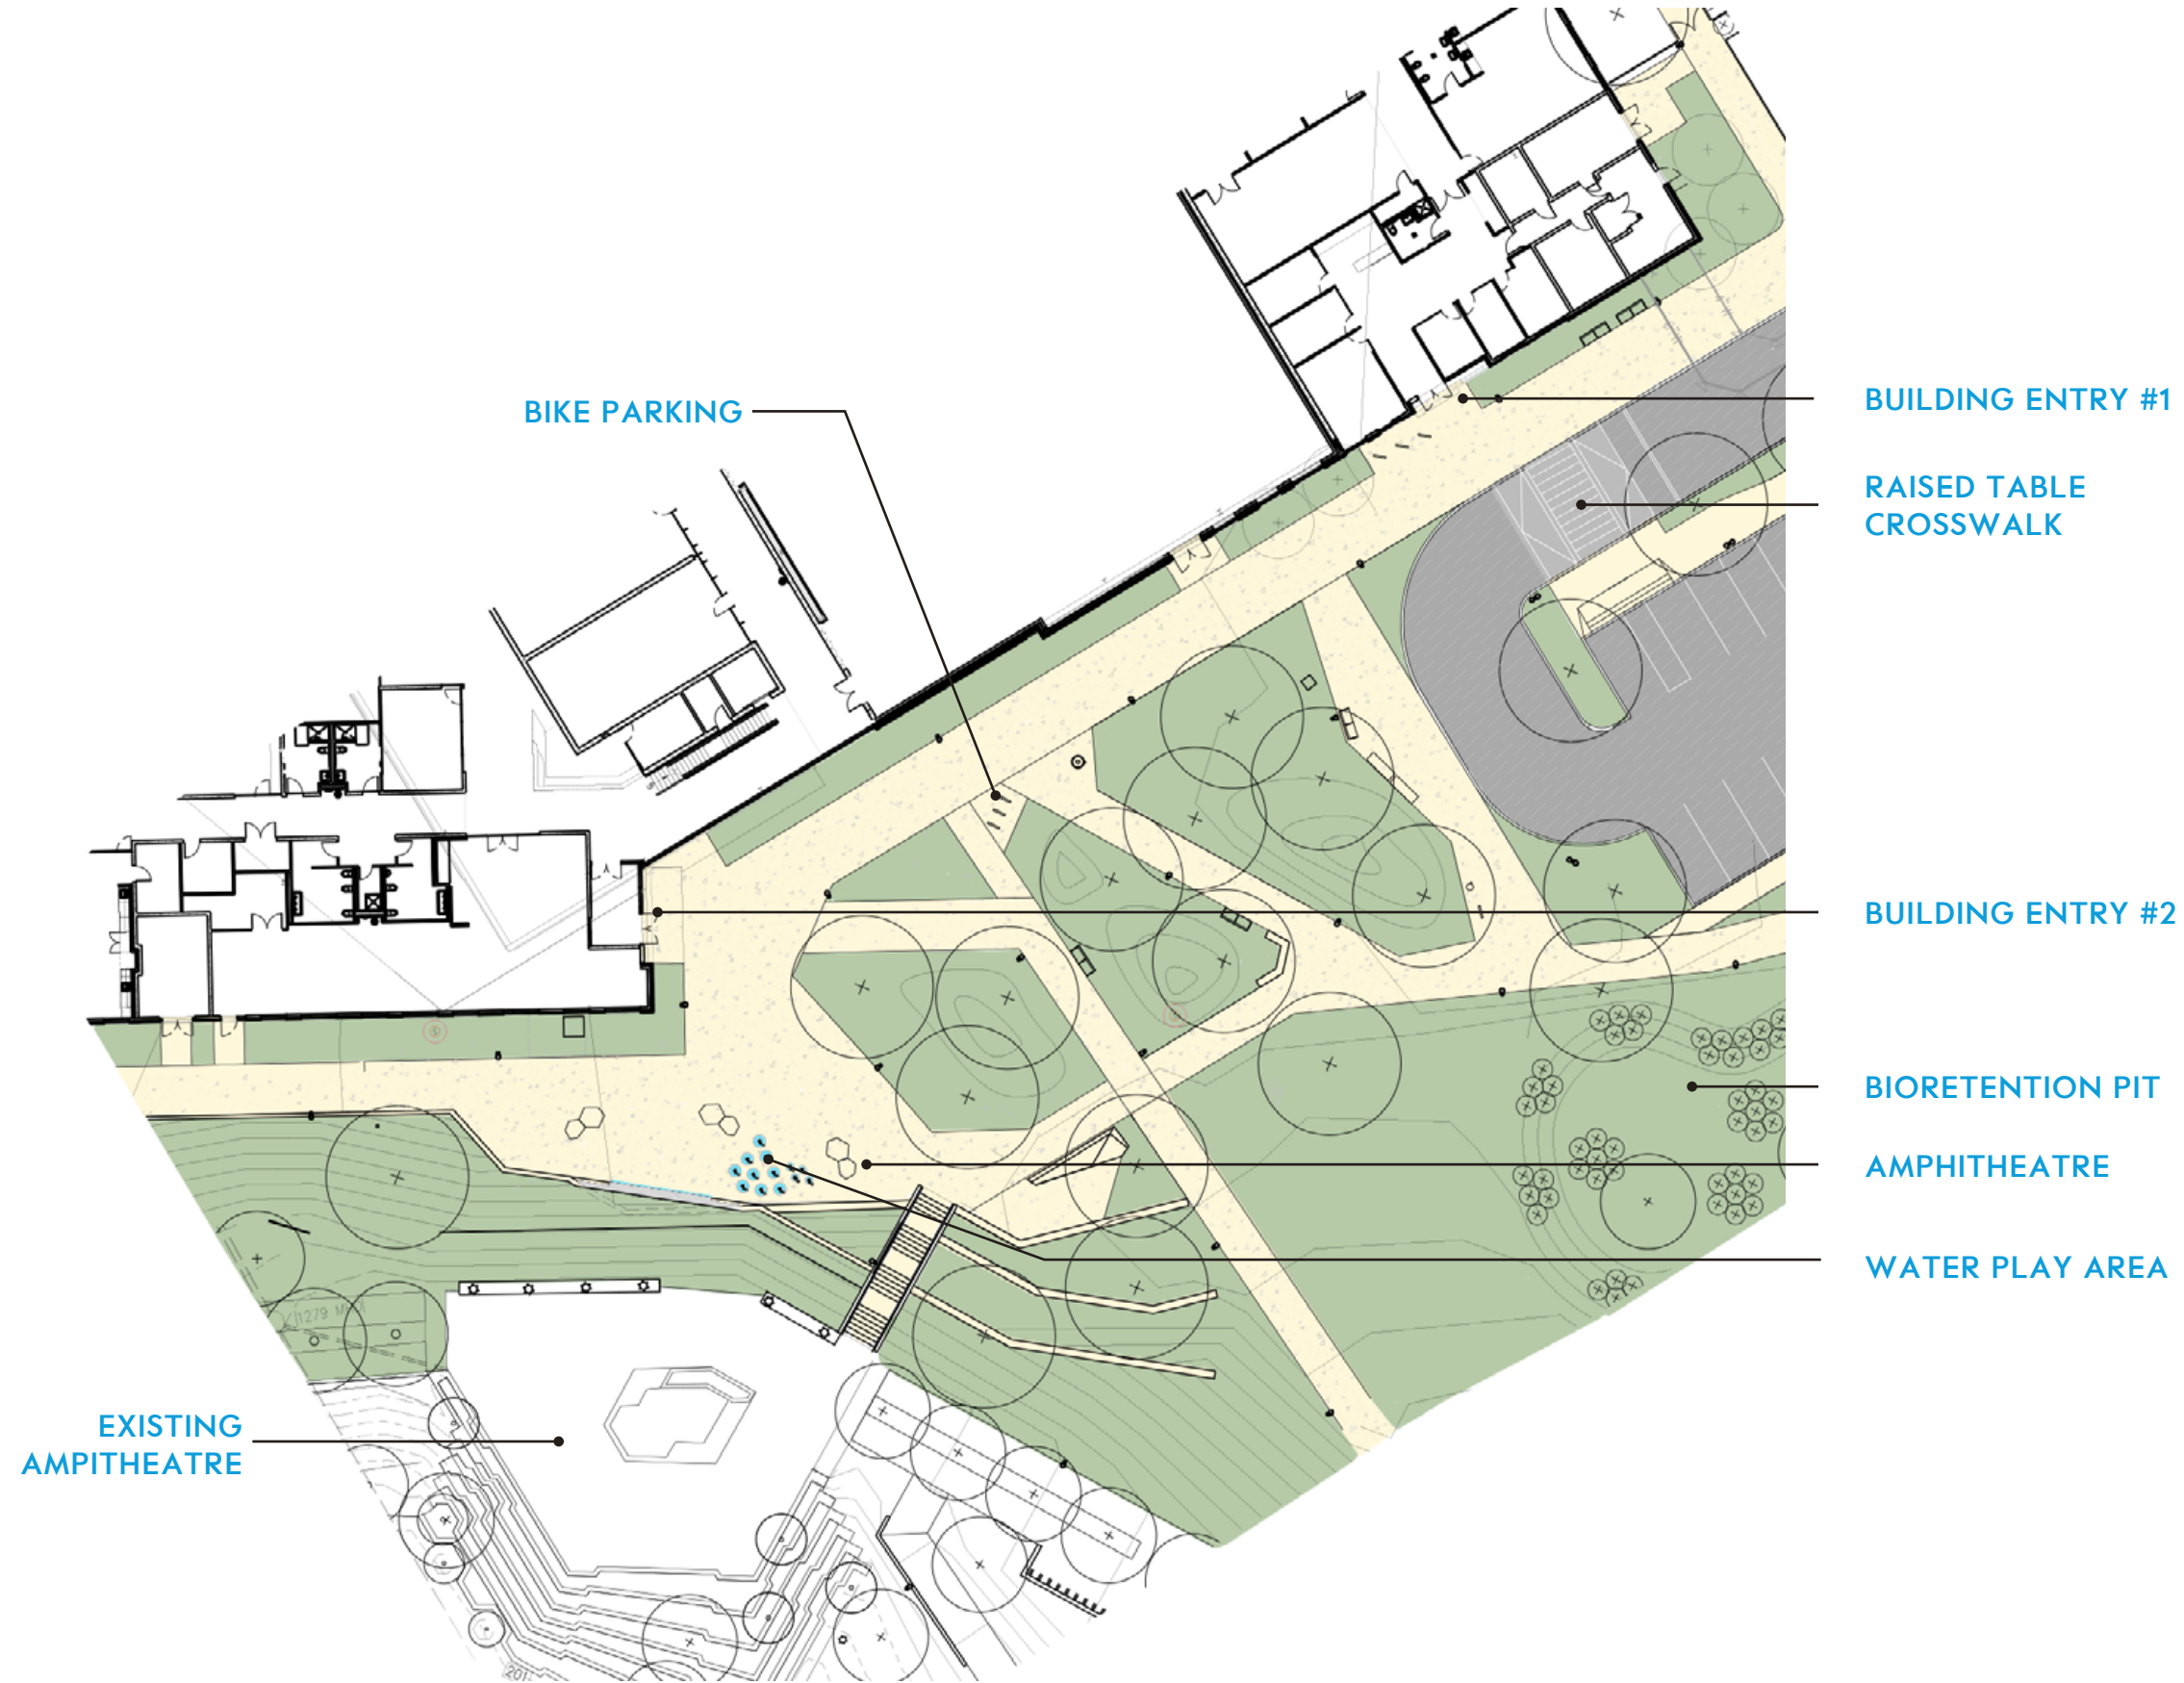 BUILDING ENTRY #1
BIKE PARKING
RAISED TABLE
CROSSWALK
BUILDING ENTRY #2
BIORETENTION PIT
AMPHITHEATRE
WATER PLAY AREA
EXISTING
AMPITHEATRE